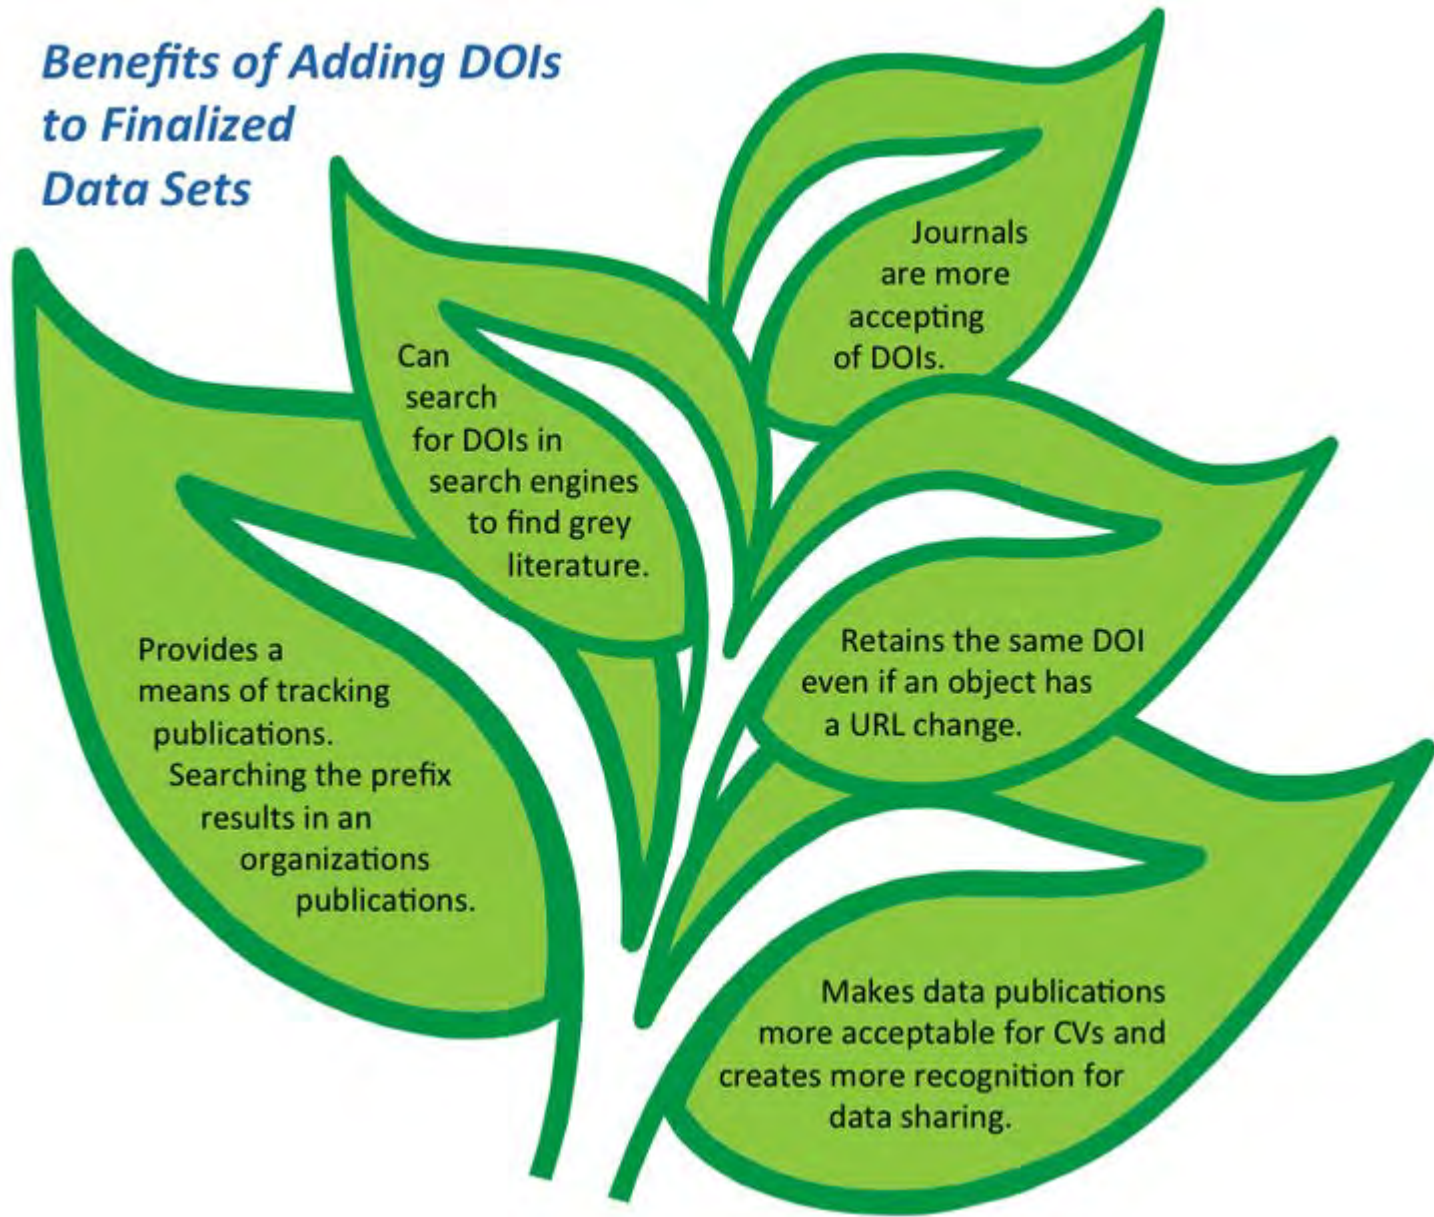 Benefits of Adding DOIs
to Finalized
Data Sets
Journals
are more
accepting
of DOIs.
Can
search
for DOIs in
search engines
to find grey
literature.
Provides a
means of tracking
publications.
Searching the prefix
results in an
organizations
publications.
Retains the same DOI
even if an object has
a URL change.
Makes data publications
more acceptable for CVs and
creates more recognition for
data sharing.